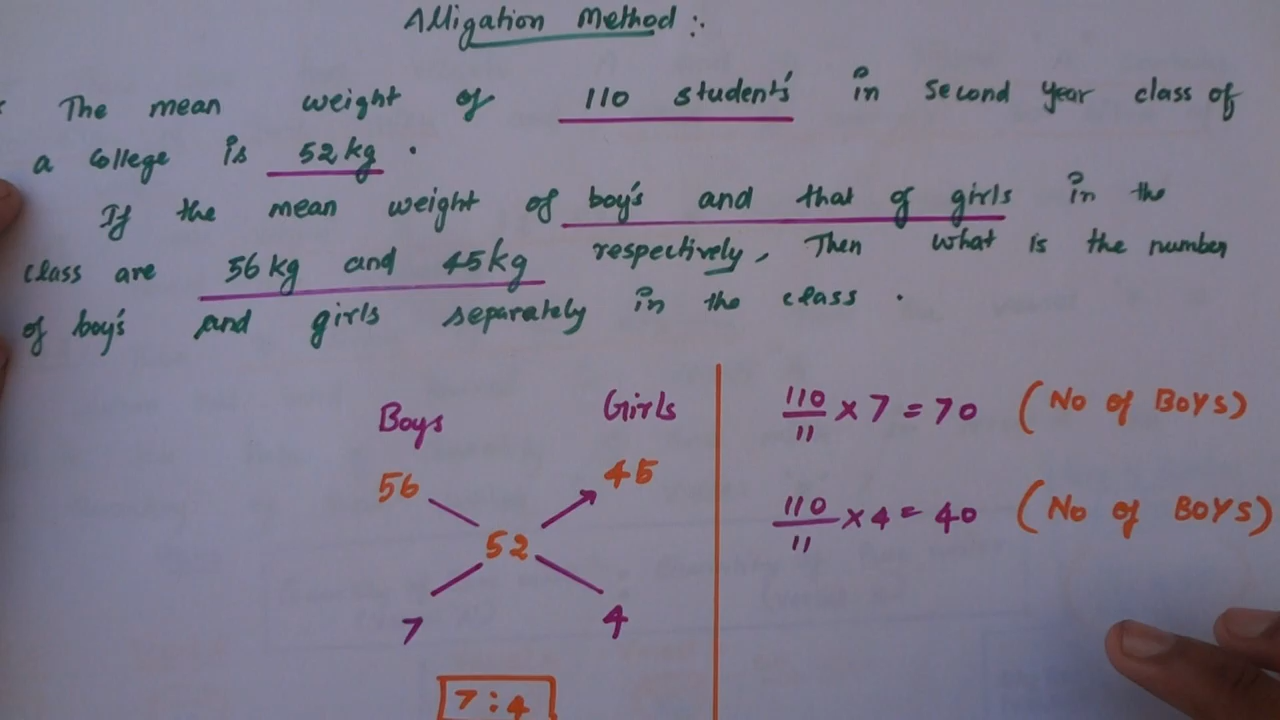 Alligation Method :.
The mean weight of 110 student's in second year class of
a college is 52 kg .
If the mean weight of boy's and that of girls in the
class are 56 kg and 45 kg respectively, Then what is the number
of boy's and girls separately in the class .
Boys Girls
56 45
52
7 4
7 : 4
110/11 × 7 = 70 (No of Boys)
110/11 × 4 = 40 (No of Boys)